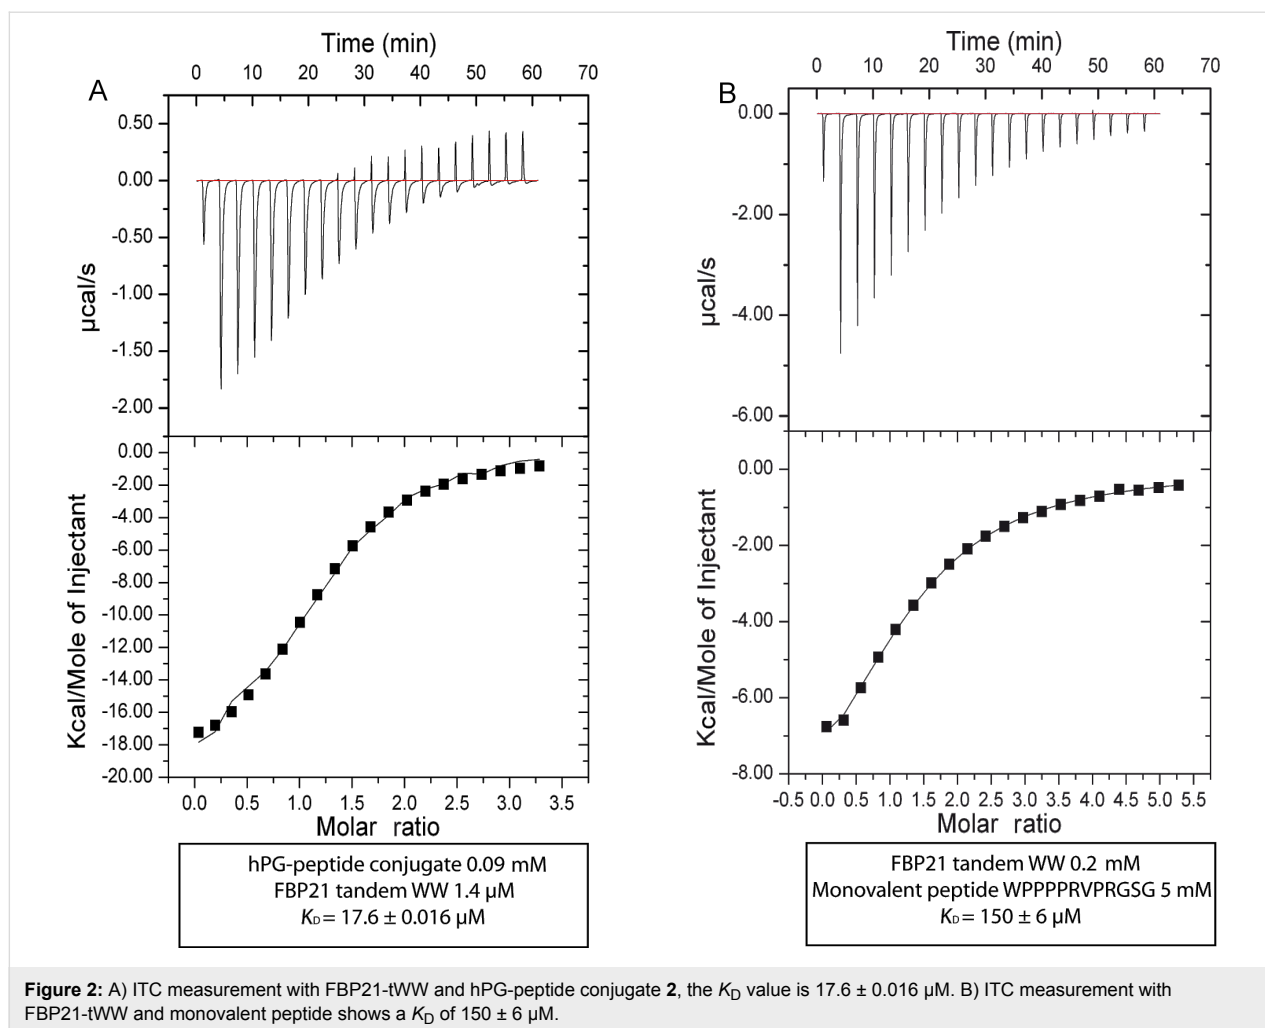 Time (min)
0 10 20 30 40 50 60 70
A
0.50
0.00
-0.50
-1.00
-1.50
-2.00
µcal/s
0.00
-2.00
-4.00
-6.00
-8.00
-10.00
-12.00
-14.00
-16.00
-18.00
-20.00
Kcal/Mole of Injectant
0.0 0.5 1.0 1.5 2.0 2.5 3.0 3.5
Molar ratio
hPG-peptide conjugate 0.09 mM
FBP21 tandem WW 1.4 µM
KD = 17.6 ± 0.016 µM
Time (min)
0 10 20 30 40 50 60 70
B
0.00
-2.00
-4.00
-6.00
µcal/s
0.00
-2.00
-4.00
-6.00
-8.00
Kcal/Mole of Injectant
-0.5 0.0 0.5 1.0 1.5 2.0 2.5 3.0 3.5 4.0 4.5 5.0 5.5
Molar ratio
FBP21 tandem WW 0.2 mM
Monovalent peptide WPPPPRVPRGSG 5 mM
KD = 150 ± 6 µM
Figure 2: A) ITC measurement with FBP21-tWW and hPG-peptide conjugate 2, the KD value is 17.6 ± 0.016 µM. B) ITC measurement with
FBP21-tWW and monovalent peptide shows a KD of 150 ± 6 µM.